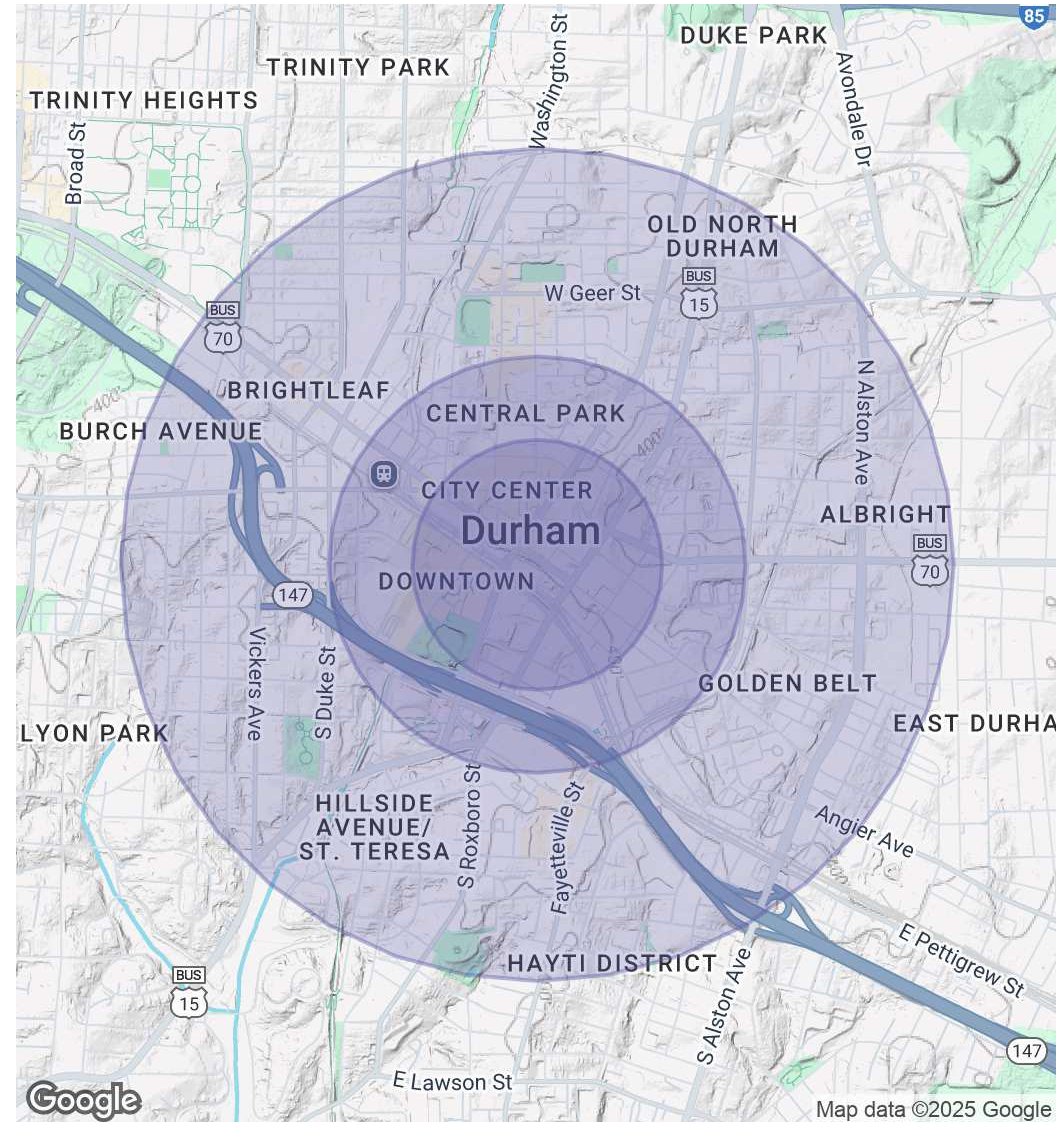 85
DUKE PARK
TRINITY PARK
Washington St
TRINITY HEIGHTS
Avondale Dr
Broad St
OLD NORTH
DURHAM
BUS
15
W Geer St
BUS
70
N Alston Ave
BRIGHTLEAF
400'
CENTRAL PARK
BURCH AVENUE
400'
CITY CENTER
ALBRIGHT
Durham
BUS
70
DOWNTOWN
147
Vickers Ave
S Duke St
400
GOLDEN BELT
LYON PARK
EAST DURHA
S Roxboro St
Fayetteville St
HILLSIDE
AVENUE/
ST. TERESA
Angier Ave
E Pettigrew St
HAYTI DISTRICT
BUS
15
S Alston Ave
147
E Lawson St
Google
Map data ©2025 Google